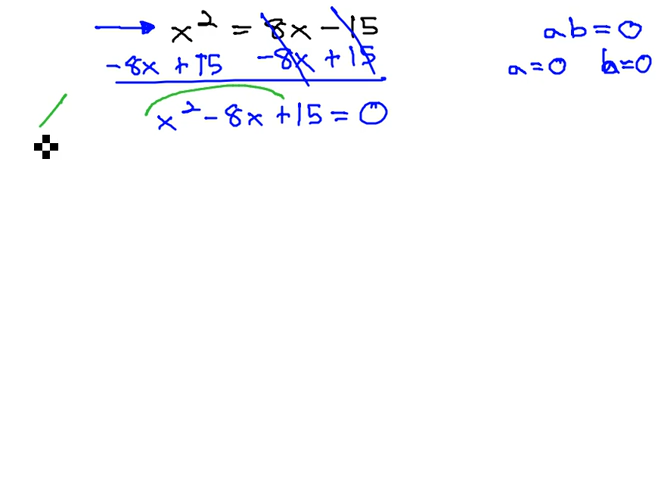 → x² = 8x - 15 ab = 0
-8x + 15 -8x + 15 a = 0 b = 0
x² - 8x + 15 = 0